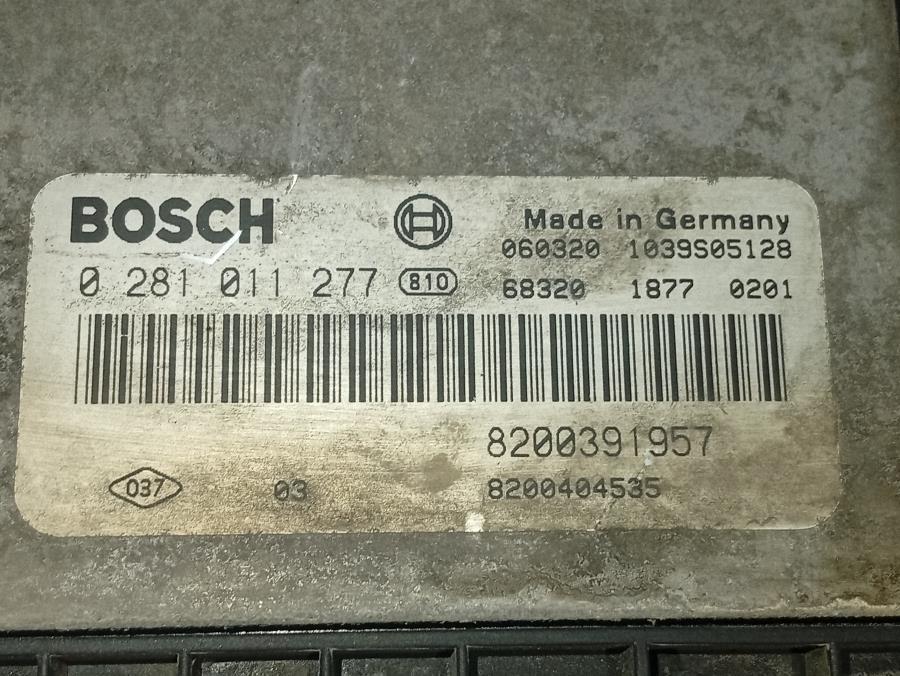 BOSCH
Made in Germany
060320 1039S05128
0 281 011 277 810
68320 1877 0201
8200391957
037 03 8200404535